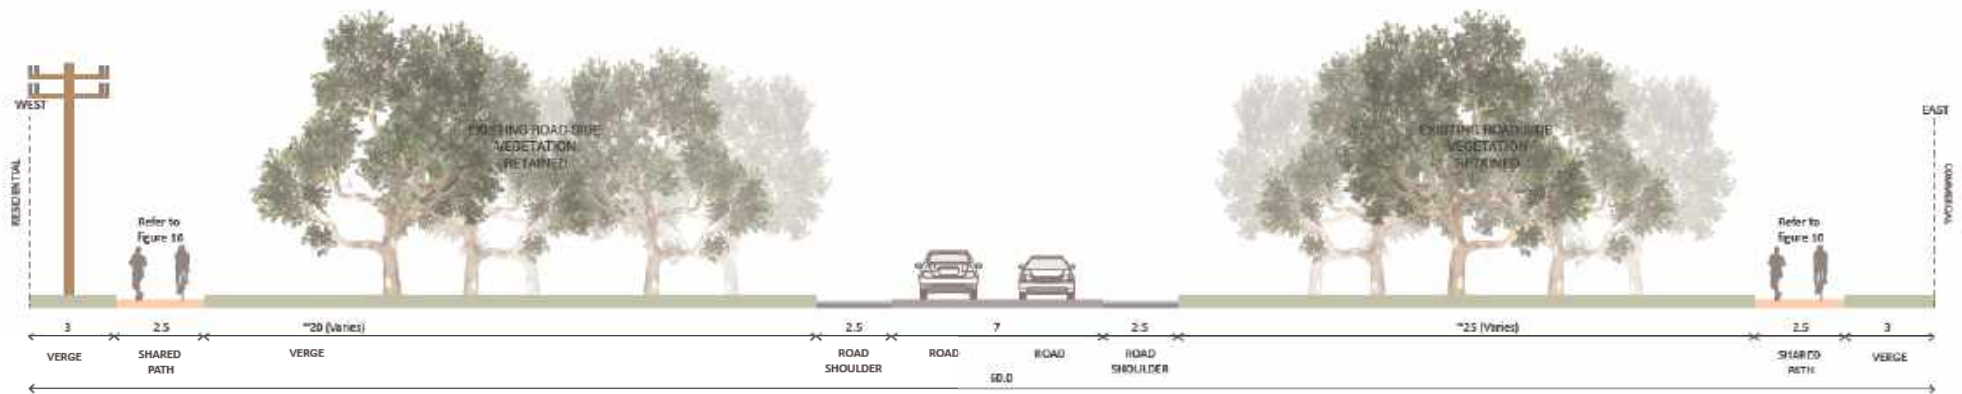 WEST
EAST
RESIDENTIAL
COMMERCIAL
EXISTING ROAD-SIDE
VEGETATION
RETAINED
EXISTING ROAD-SIDE
VEGETATION
RETAINED
Refer to
Figure 16
Refer to
Figure 16
3
2.5
~20 (Varies)
2.5
7
2.5
~25 (Varies)
2.5
3
VERGE
SHARED
PATH
VERGE
ROAD
SHOULDER
ROAD
ROAD
ROAD
SHOULDER
SHARED
PATH
VERGE
60.0